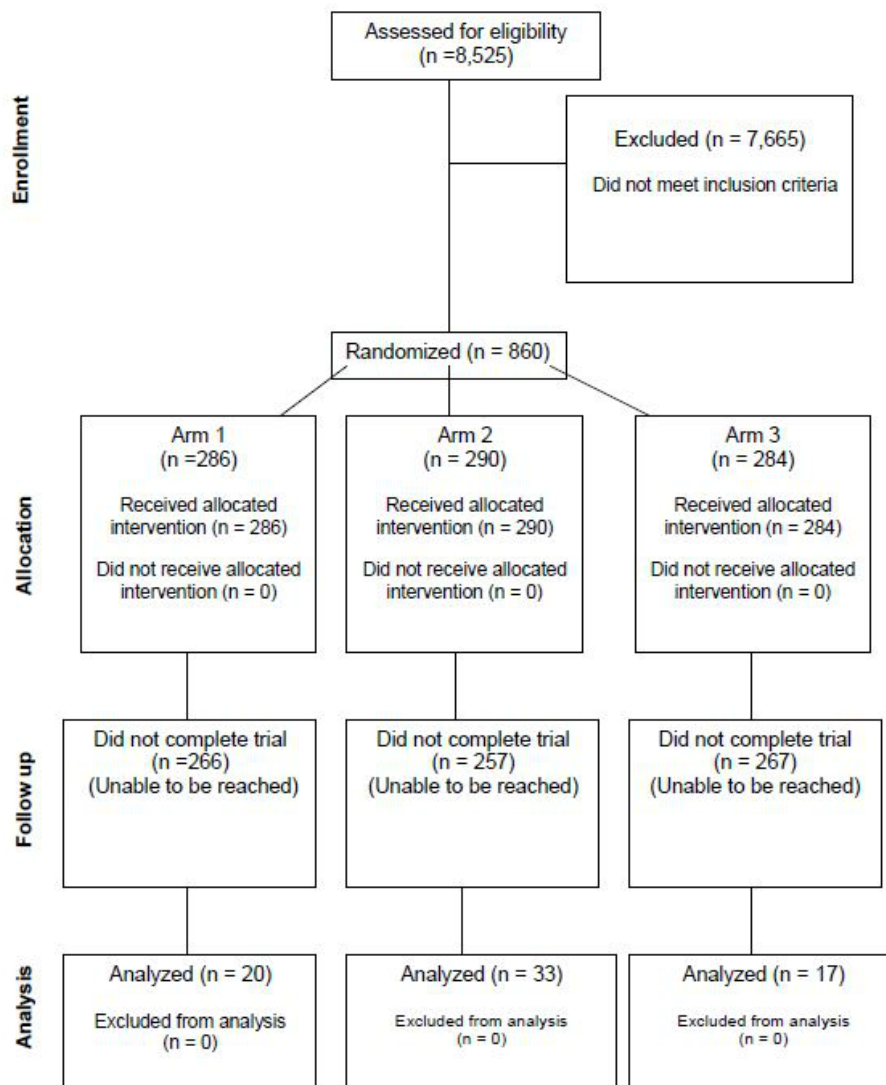 Assessed for eligibility
(n =8,525)
Enrollment
Excluded (n = 7,665)
Did not meet inclusion criteria
Randomized (n = 860)
Allocation
Arm 1
(n =286)
Received allocated
intervention (n = 286)
Did not receive allocated
intervention (n = 0)
Arm 2
(n = 290)
Received allocated
intervention (n = 290)
Did not receive allocated
intervention (n = 0)
Arm 3
(n = 284)
Received allocated
intervention (n = 284)
Did not receive allocated
intervention (n = 0)
Follow up
Did not complete trial
(n =266)
(Unable to be reached)
Did not complete trial
(n = 257)
(Unable to be reached)
Did not complete trial
(n = 267)
(Unable to be reached)
Analysis
Analyzed (n = 20)
Excluded from analysis
(n = 0)
Analyzed (n = 33)
Excluded from analysis
(n = 0)
Analyzed (n = 17)
Excluded from analysis
(n = 0)